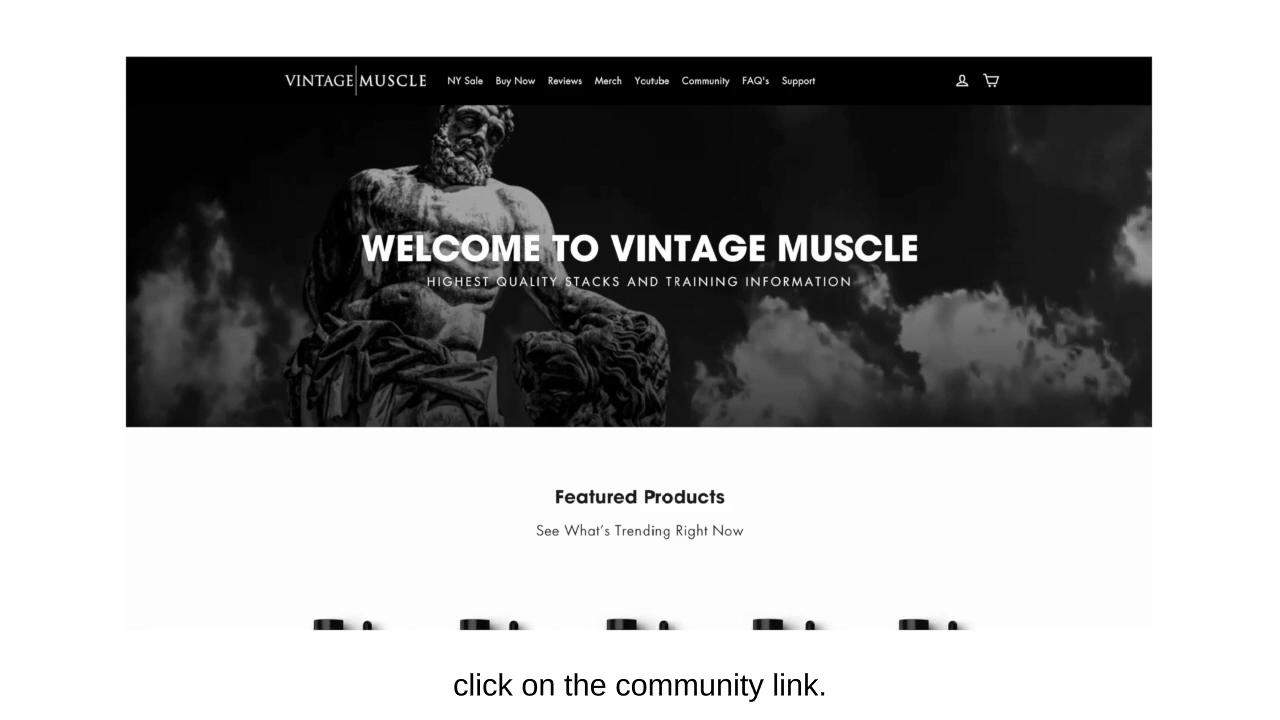 VINTAGE MUSCLE NY Sale Buy Now Reviews Merch Youtube Community FAQ's Support
WELCOME TO VINTAGE MUSCLE
HIGHEST QUALITY STACKS AND TRAINING INFORMATION
Featured Products
See What's Trending Right Now
click on the community link.